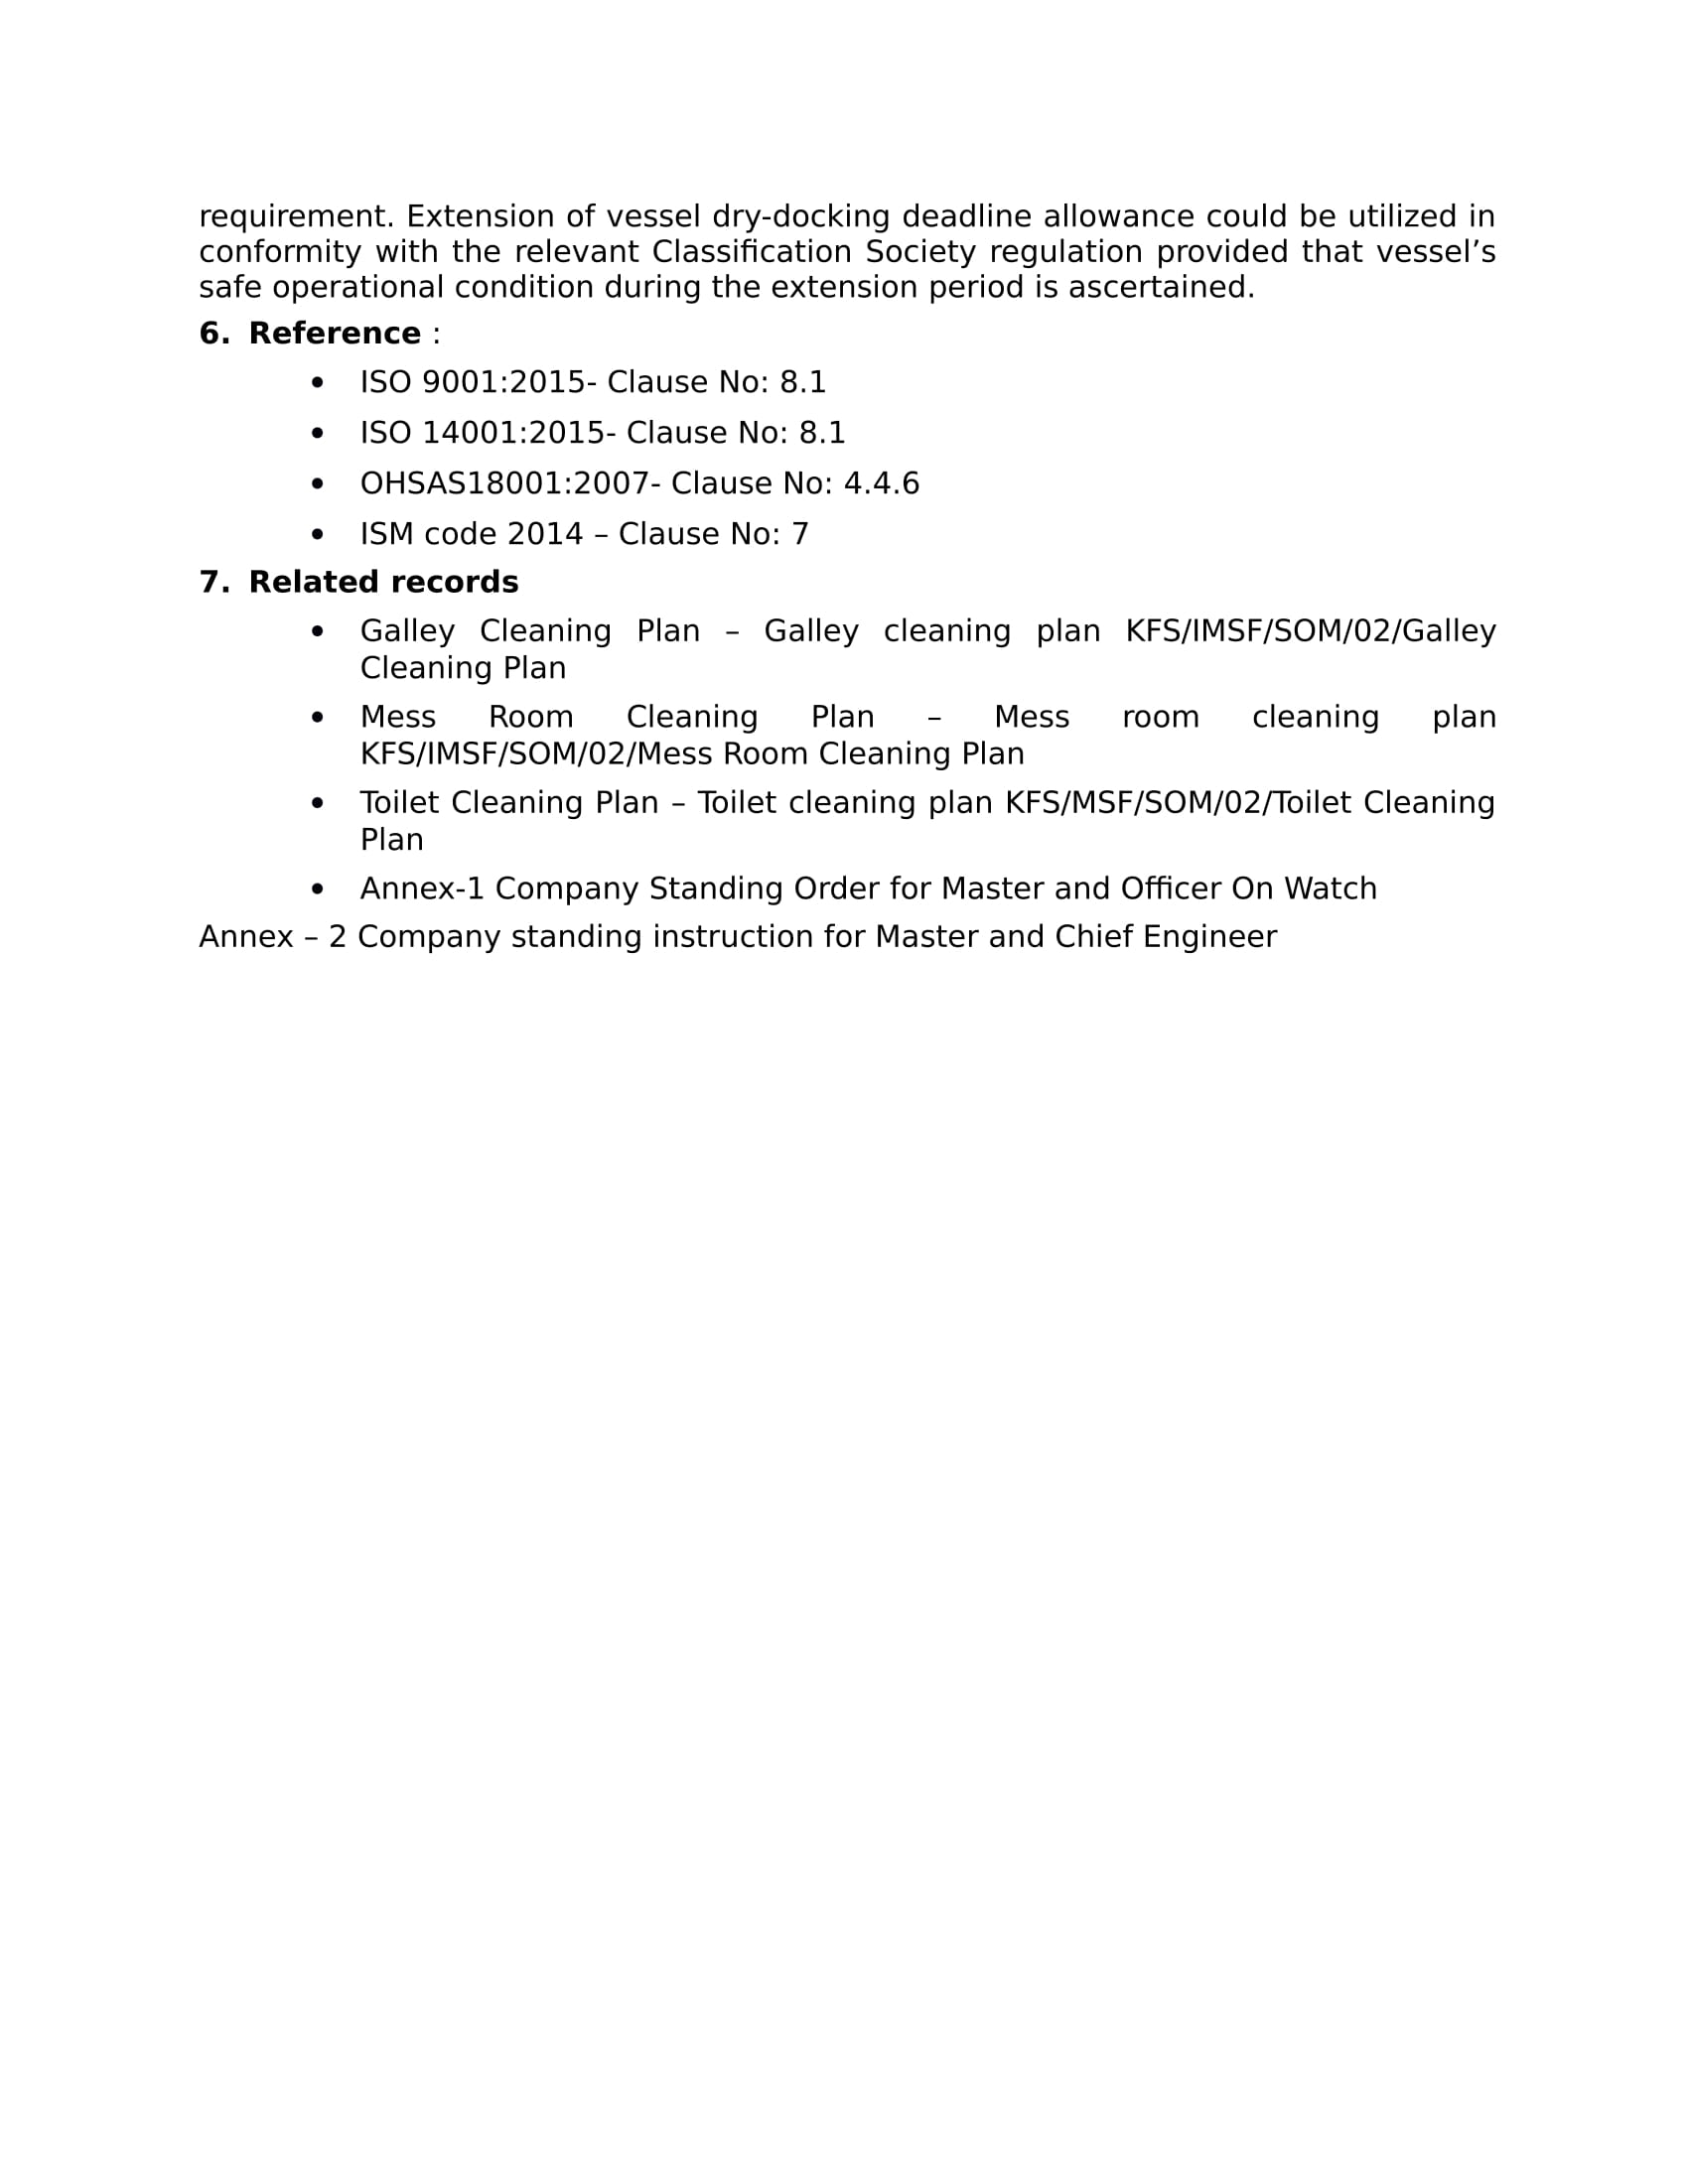 requirement. Extension of vessel dry-docking deadline allowance could be utilized in
conformity with the relevant Classification Society regulation provided that vessel’s
safe operational condition during the extension period is ascertained.
6. Reference :
• ISO 9001:2015- Clause No: 8.1
• ISO 14001:2015- Clause No: 8.1
• OHSAS18001:2007- Clause No: 4.4.6
• ISM code 2014 – Clause No: 7
7. Related records
• Galley Cleaning Plan – Galley cleaning plan KFS/IMSF/SOM/02/Galley
Cleaning Plan
• Mess Room Cleaning Plan – Mess room cleaning plan
KFS/IMSF/SOM/02/Mess Room Cleaning Plan
• Toilet Cleaning Plan – Toilet cleaning plan KFS/MSF/SOM/02/Toilet Cleaning
Plan
• Annex-1 Company Standing Order for Master and Officer On Watch
Annex – 2 Company standing instruction for Master and Chief Engineer